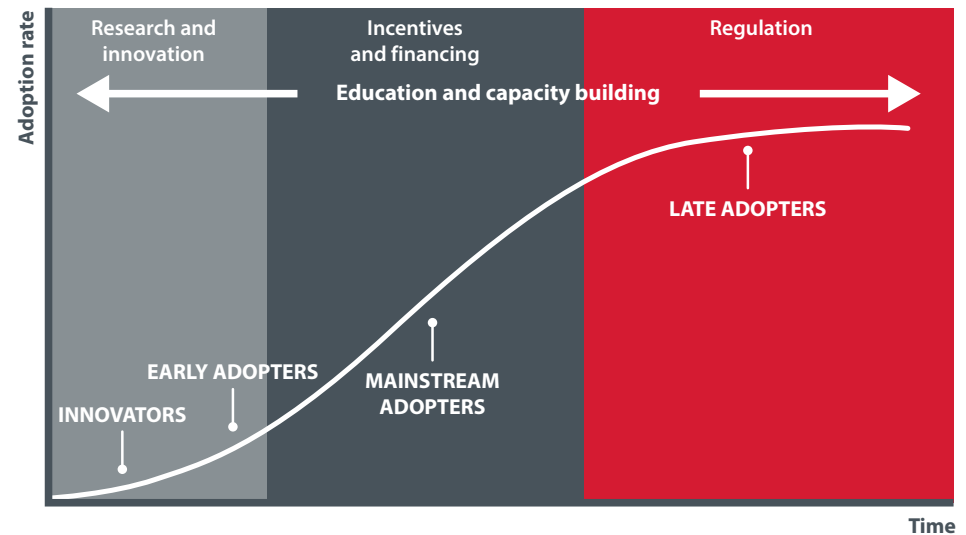 Adoption rate
Research and
innovation
Incentives
and financing
Regulation
Education and capacity building
LATE ADOPTERS
EARLY ADOPTERS
MAINSTREAM
ADOPTERS
INNOVATORS
Time